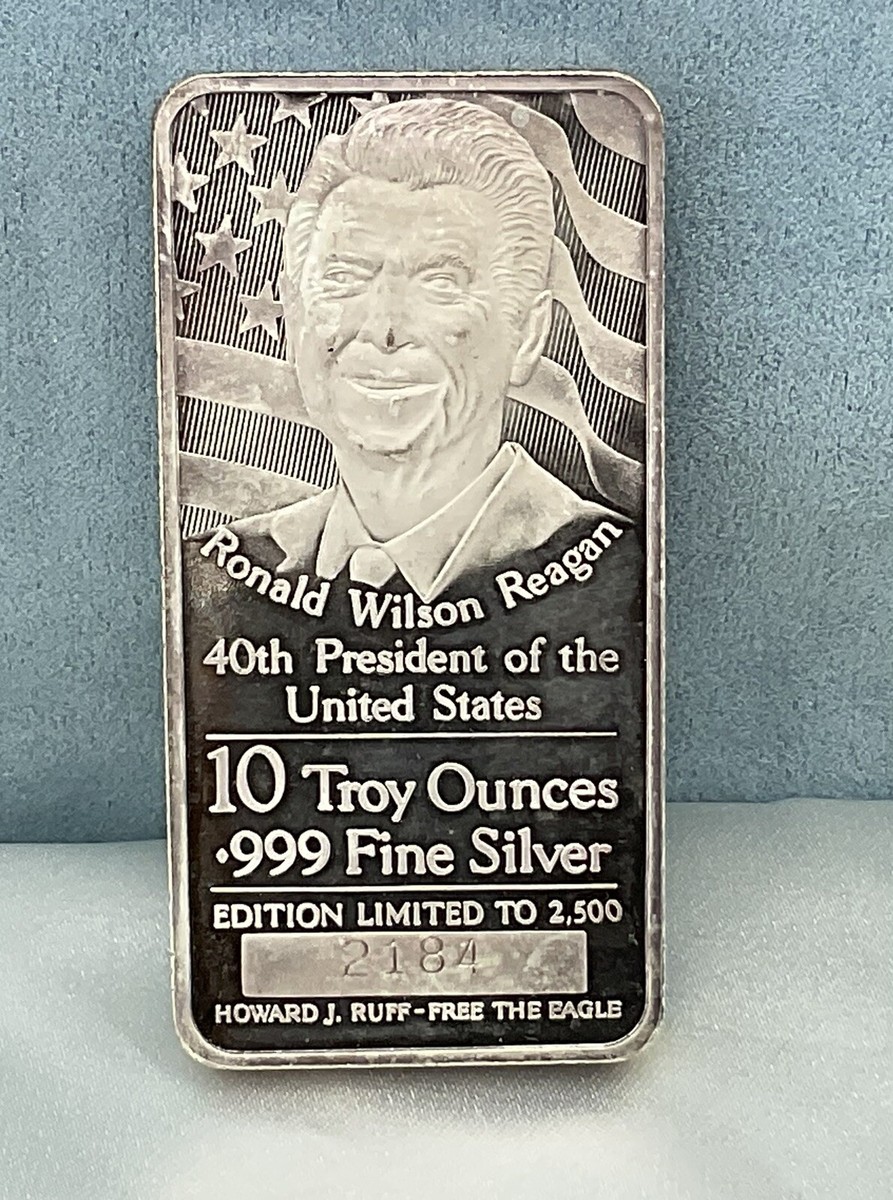 Ronald Wilson Reagan
40th President of the
United States
10 Troy Ounces
.999 Fine Silver
EDITION LIMITED TO 2,500
2184
HOWARD J. RUFF-FREE THE EAGLE